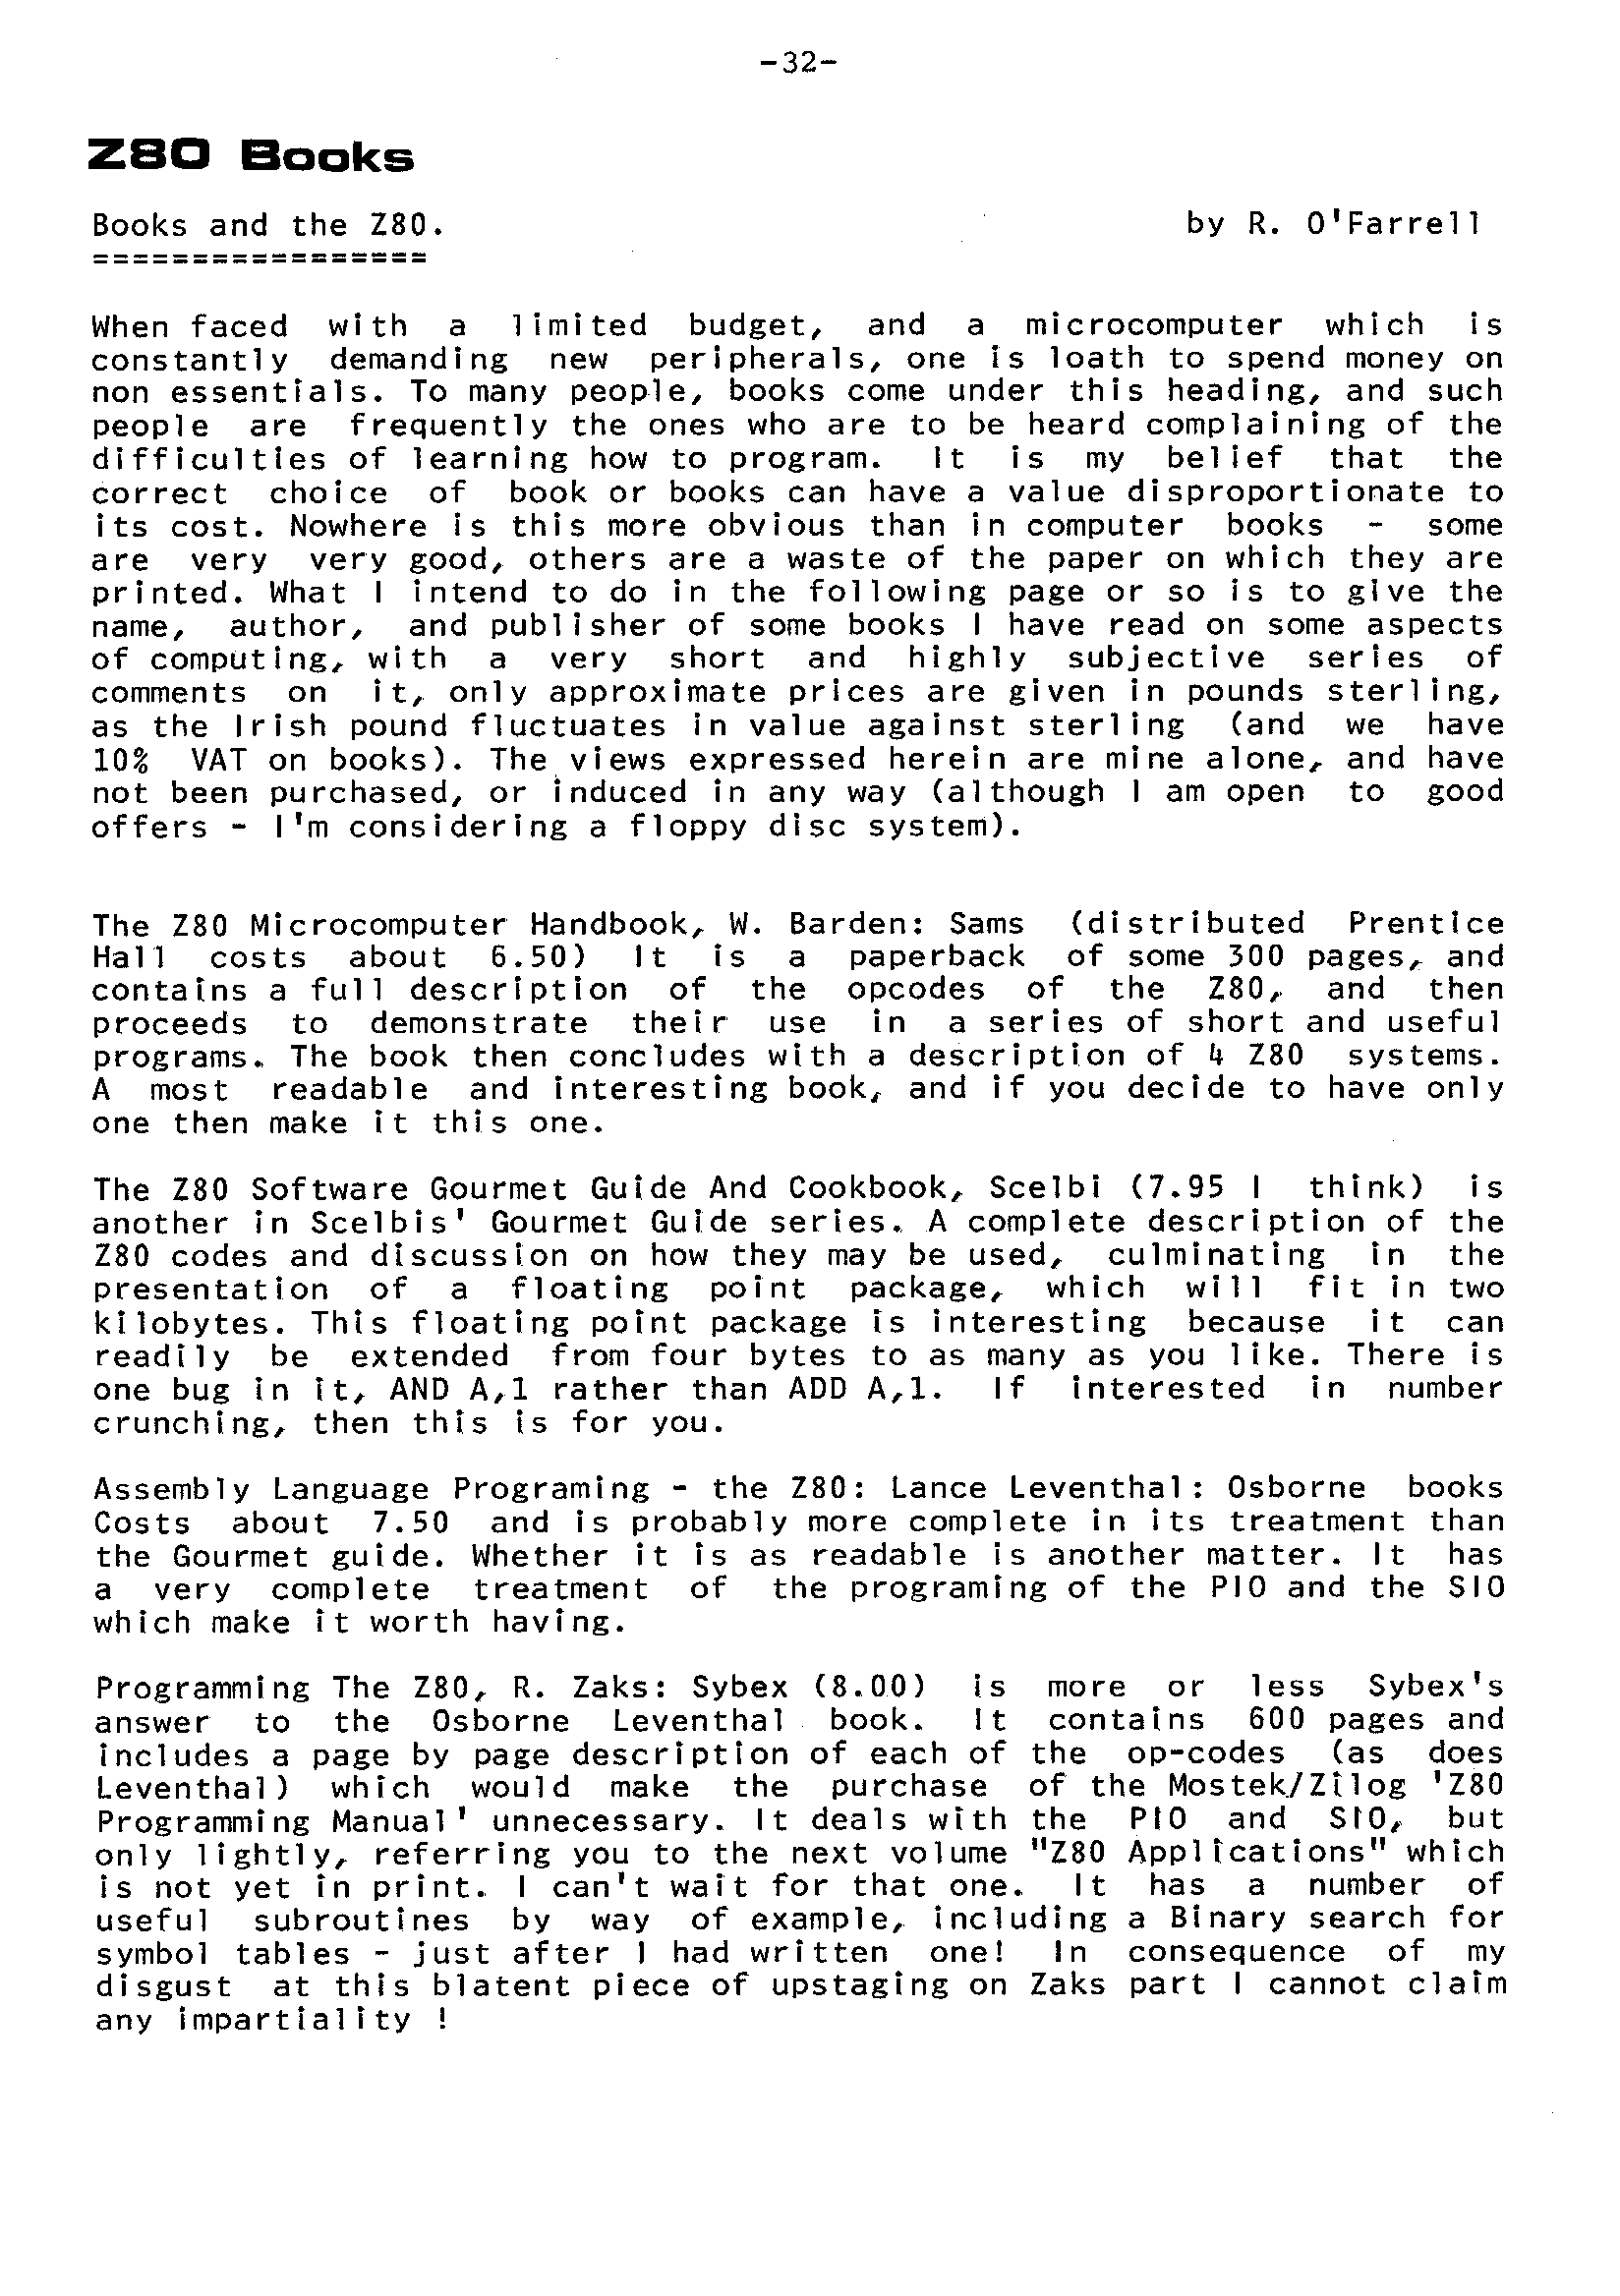 -32-
Z80 Books
Books and the Z80. by R. O'Farrell
=================
When faced with a limited budget, and a microcomputer which is
constantly demanding new peripherals, one is loath to spend money on
non essentials. To many people, books come under this heading, and such
people are frequently the ones who are to be heard complaining of the
difficulties of learning how to program. It is my belief that the
correct choice of book or books can have a value disproportionate to
its cost. Nowhere is this more obvious than in computer books - some
are very very good, others are a waste of the paper on which they are
printed. What I intend to do in the following page or so is to give the
name, author, and publisher of some books I have read on some aspects
of computing, with a very short and highly subjective series of
comments on it, only approximate prices are given in pounds sterling,
as the Irish pound fluctuates in value against sterling (and we have
10% VAT on books). The views expressed herein are mine alone, and have
not been purchased, or induced in any way (although I am open to good
offers - I'm considering a floppy disc system).
The Z80 Microcomputer Handbook, W. Barden: Sams (distributed Prentice
Hall costs about 6.50) It is a paperback of some 300 pages, and
contains a full description of the opcodes of the Z80, and then
proceeds to demonstrate their use in a series of short and useful
programs. The book then concludes with a description of 4 Z80 systems.
A most readable and interesting book, and if you decide to have only
one then make it this one.
The Z80 Software Gourmet Guide And Cookbook, Scelbi (7.95 I think) is
another in Scelbis' Gourmet Guide series. A complete description of the
Z80 codes and discussion on how they may be used, culminating in the
presentation of a floating point package, which will fit in two
kilobytes. This floating point package is interesting because it can
readily be extended from four bytes to as many as you like. There is
one bug in it, AND A,1 rather than ADD A,1. If interested in number
crunching, then this is for you.
Assembly Language Programing - the Z80: Lance Leventhal: Osborne books
Costs about 7.50 and is probably more complete in its treatment than
the Gourmet guide. Whether it is as readable is another matter. It has
a very complete treatment of the programing of the PIO and the SIO
which make it worth having.
Programming The Z80, R. Zaks: Sybex (8.00) is more or less Sybex's
answer to the Osborne Leventhal book. It contains 600 pages and
includes a page by page description of each of the op-codes (as does
Leventhal) which would make the purchase of the Mostek/Zilog 'Z80
Programming Manual' unnecessary. It deals with the PIO and SIO, but
only lightly, referring you to the next volume "Z80 Applications" which
is not yet in print. I can't wait for that one. It has a number of
useful subroutines by way of example, including a Binary search for
symbol tables - just after I had written one! In consequence of my
disgust at this blatent piece of upstaging on Zaks part I cannot claim
any impartiality !